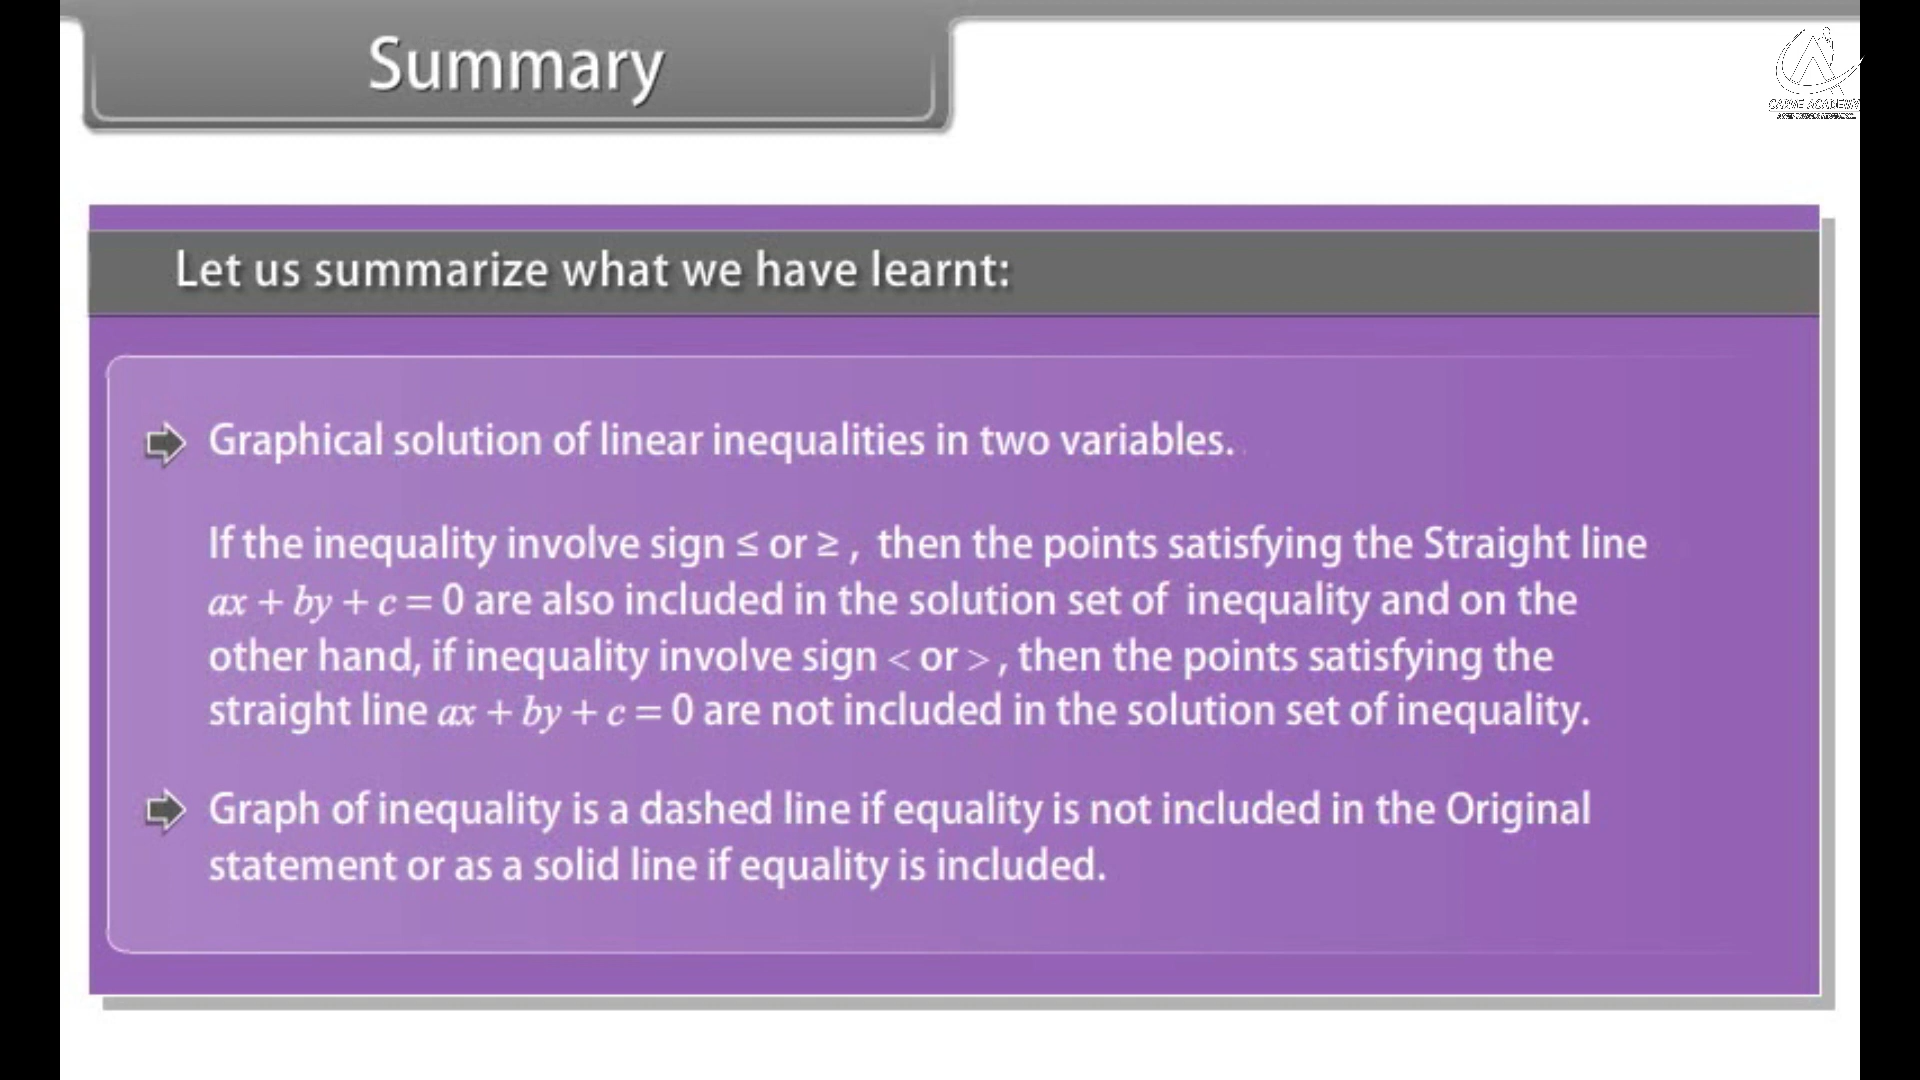 Summary
Let us summarize what we have learnt:
Graphical solution of linear inequalities in two variables.
If the inequality involve sign ≤ or ≥ , then the points satisfying the Straight line
ax + by + c = 0 are also included in the solution set of inequality and on the
other hand, if inequality involve sign < or > , then the points satisfying the
straight line ax + by + c = 0 are not included in the solution set of inequality.
Graph of inequality is a dashed line if equality is not included in the Original
statement or as a solid line if equality is included.
ACADEMY